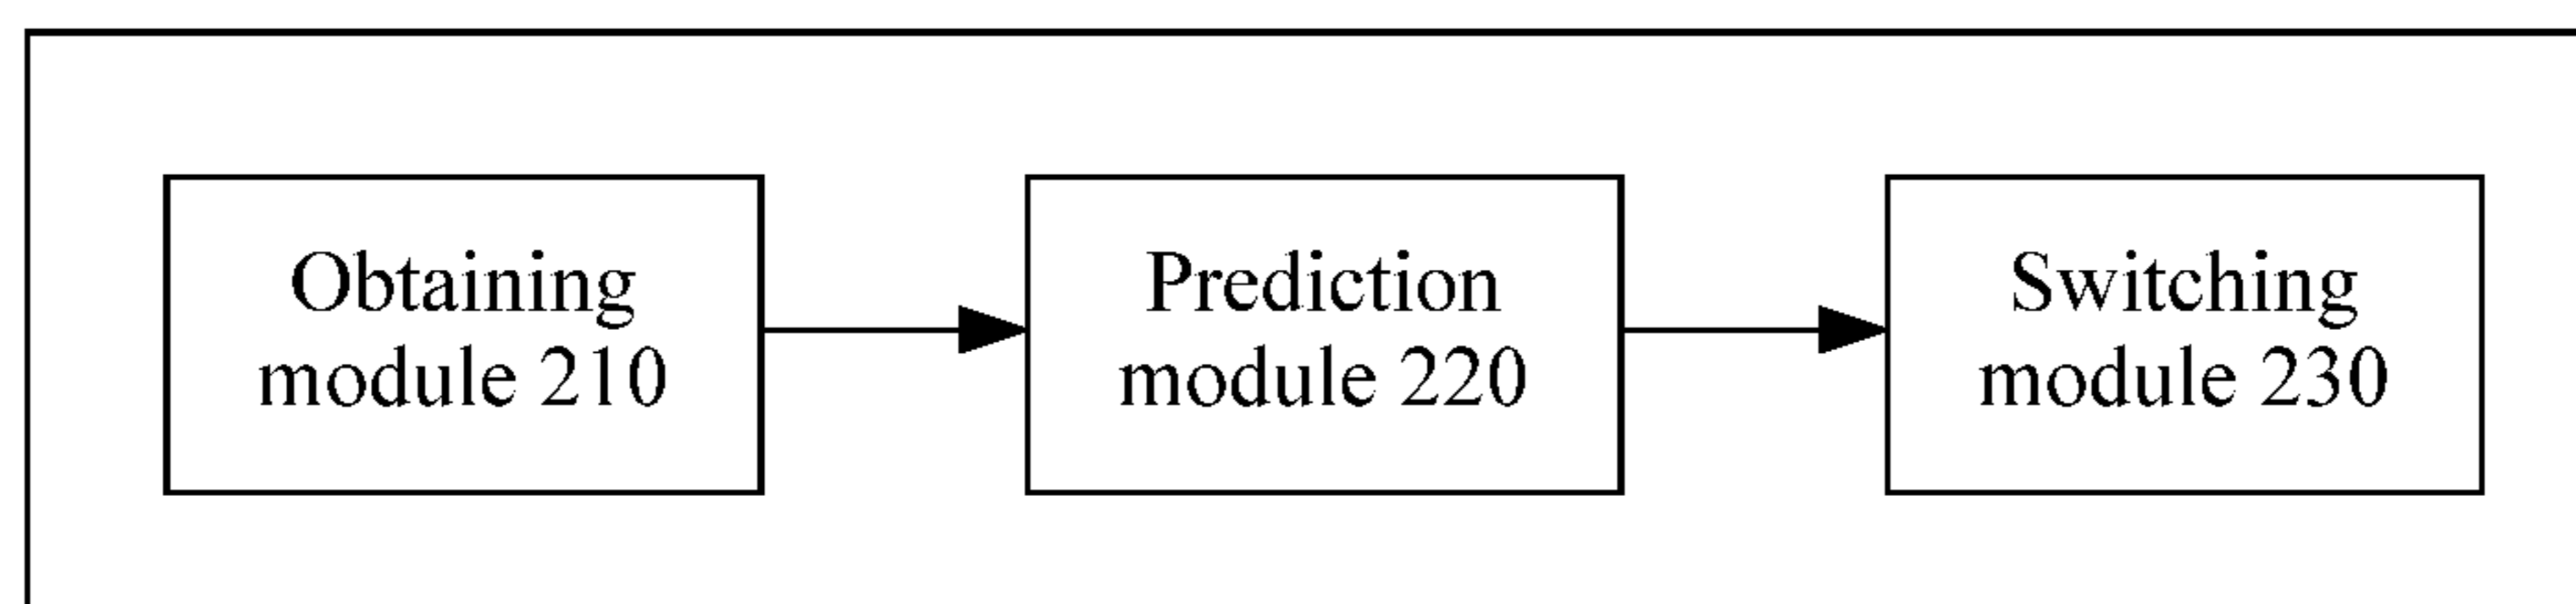 Obtaining
module 210
Prediction
module 220
Switching
module 230